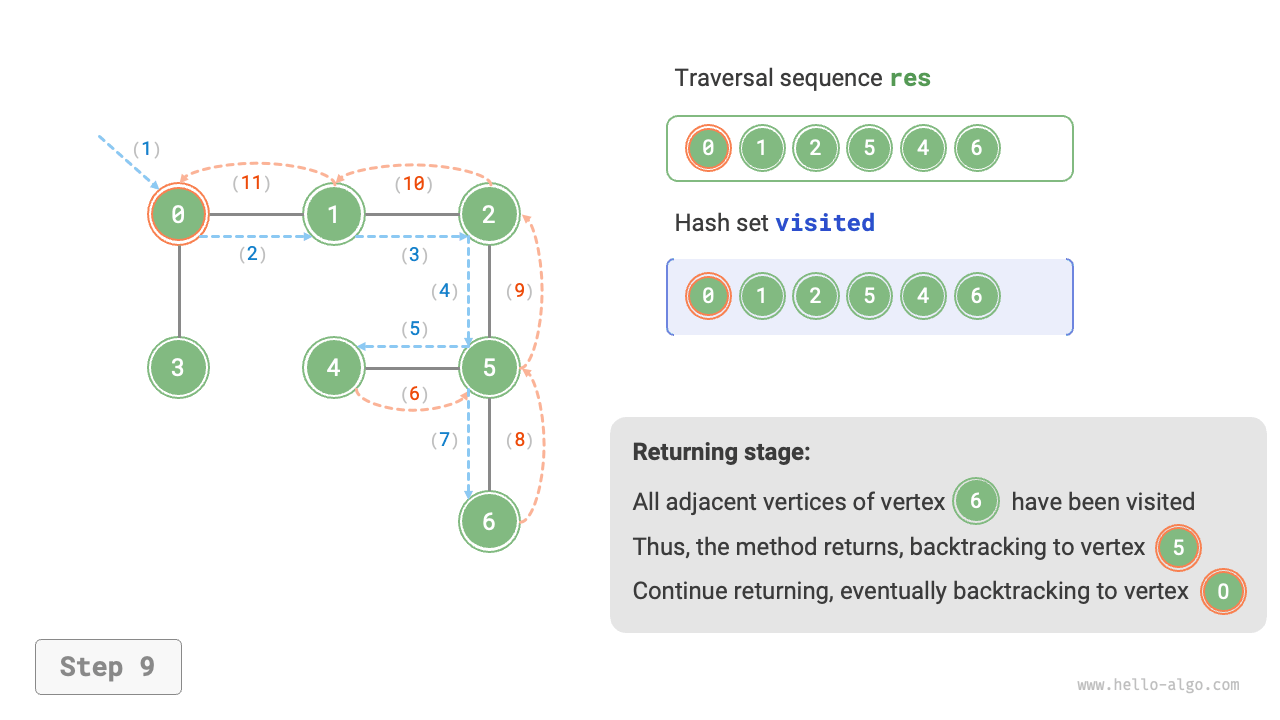 Traversal sequence res
0 1 2 5 4 6
Hash set visited
0 1 2 5 4 6
(1)
(11)
(10)
0
1
2
(2)
(3)
(4)
(9)
(5)
3
4
5
(6)
(7)
(8)
6
Returning stage:
All adjacent vertices of vertex 6 have been visited
Thus, the method returns, backtracking to vertex 5
Continue returning, eventually backtracking to vertex 0
Step 9
www.hello-algo.com